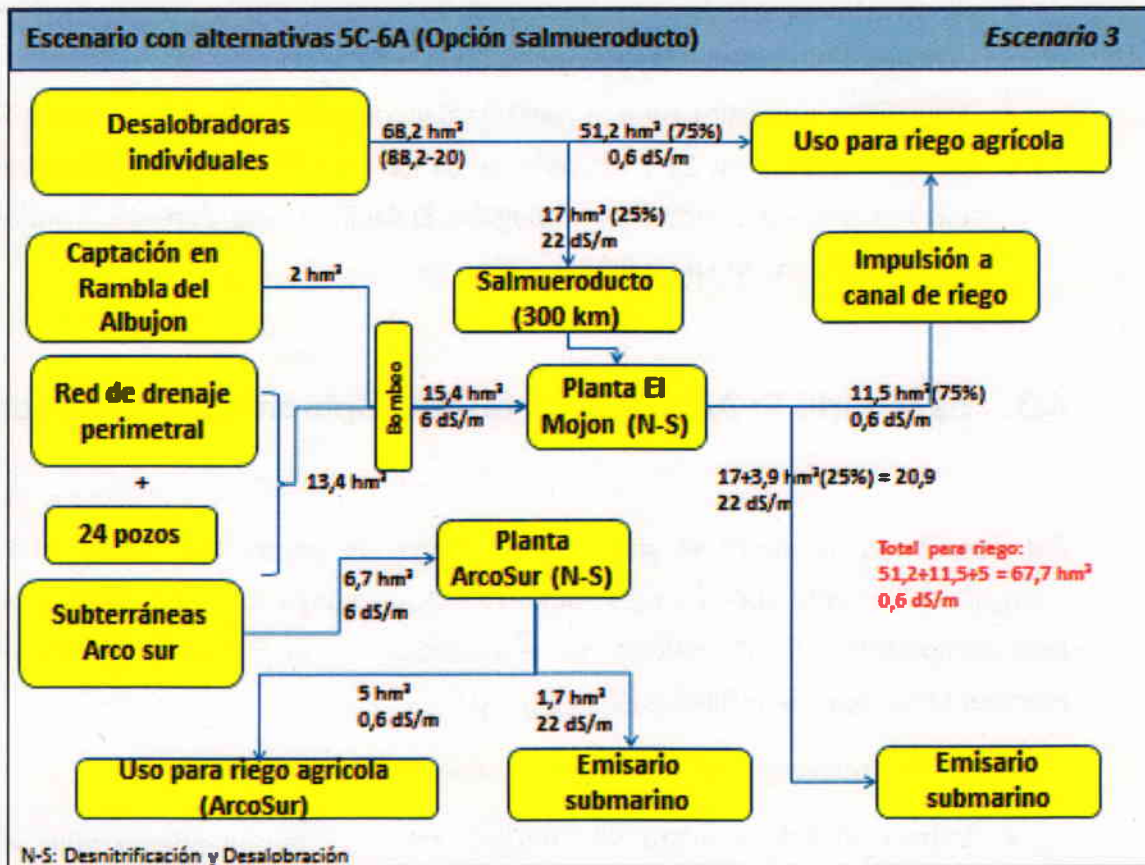 Escenario con alternativas 5C-6A (Opción salmueroducto)
Escenario 3
Desalobradoras
individuales
68,2 hm³
(88,2-20)
51,2 hm³ (75%)
0,6 dS/m
Uso para riego agrícola
17 hm³ (25%)
22 dS/m
Captación en
Rambla del
Albujon
2 hm³
Salmueroducto
(300 km)
Impulsión a
canal de riego
Red de drenaje
perimetral
+
24 pozos
13,4 hm³
Bombeo
15,4 hm³
6 dS/m
Planta El
Mojon (N-S)
11,5 hm³(75%)
0,6 dS/m
17+3,9 hm³(25%) = 20,9
22 dS/m
Subterráneas
Arco sur
6,7 hm³
6 dS/m
Planta
ArcoSur (N-S)
Total para riego:
51,2+11,5+5 = 67,7 hm³
0,6 dS/m
5 hm³
0,6 dS/m
1,7 hm³
22 dS/m
Uso para riego agrícola
(ArcoSur)
Emisario
submarino
Emisario
submarino
N-S: Desnitrificación y Desalobración